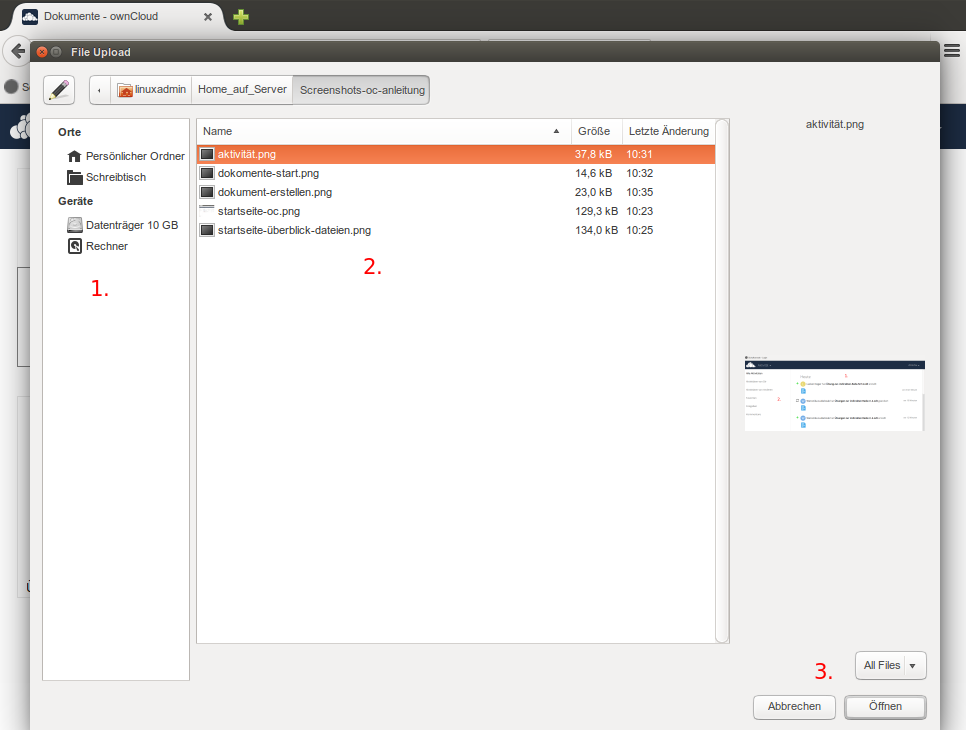 Dokumente - ownCloud
File Upload
linuxadmin Home_auf_Server Screenshots-oc-anleitung
Orte
Persönlicher Ordner
Schreibtisch
Geräte
Datenträger 10 GB
Rechner
1.
Name Größe Letzte Änderung
aktivität.png 37,8 kB 10:31
dokomente-start.png 14,6 kB 10:32
dokument-erstellen.png 23,0 kB 10:35
startseite-oc.png 129,3 kB 10:23
startseite-überblick-dateien.png 134,0 kB 10:25
2.
aktivität.png
3.
All Files
Abbrechen Öffnen